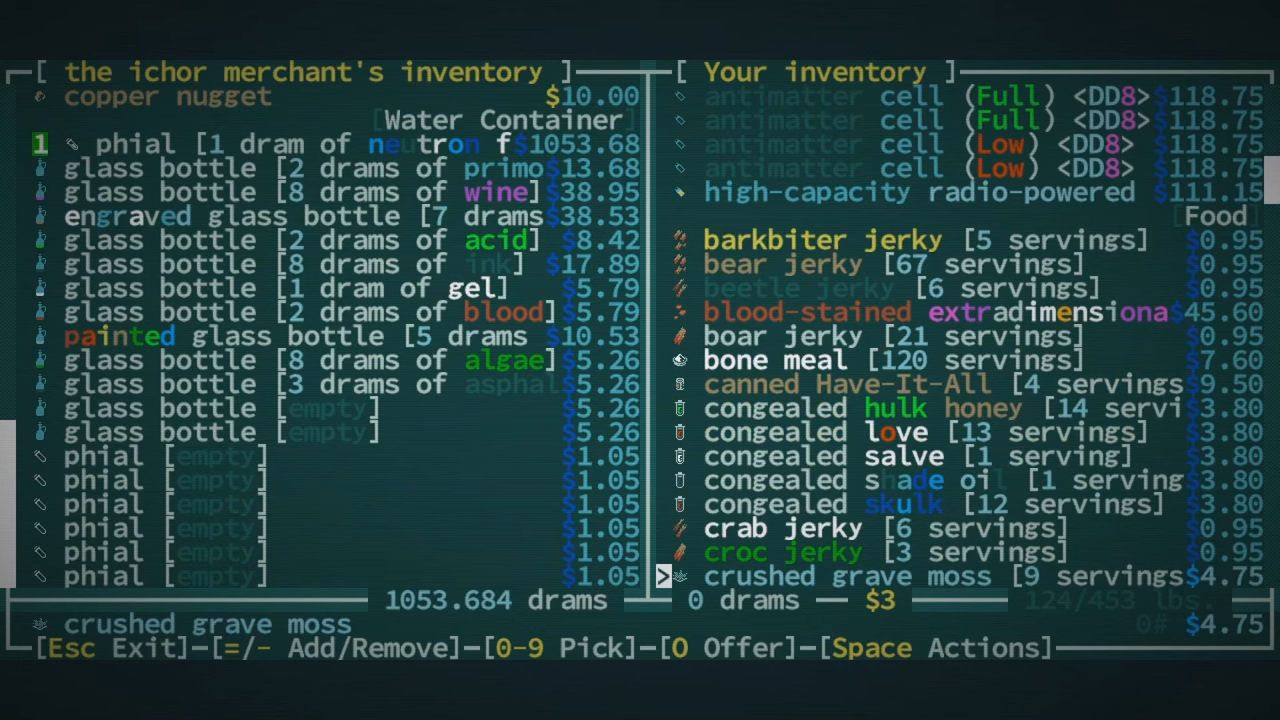 [ the ichor merchant's inventory ]
copper nugget $10.00
[Water Container]
1 phial [1 dram of neutron f$1053.68
glass bottle [2 drams of primo$13.68
glass bottle [8 drams of wine] $38.95
engraved glass bottle [7 drams$38.53
glass bottle [2 drams of acid] $8.42
glass bottle [8 drams of ink] $17.89
glass bottle [1 dram of gel] $5.79
glass bottle [2 drams of blood]$5.79
painted glass bottle [5 drams $10.53
glass bottle [8 drams of algae]$5.26
glass bottle [3 drams of asphal$5.26
glass bottle [empty] $5.26
glass bottle [empty] $5.26
phial [empty] $1.05
phial [empty] $1.05
phial [empty] $1.05
phial [empty] $1.05
phial [empty] $1.05
phial [empty] $1.05
1053.684 drams
[ Your inventory ]
antimatter cell (Full) <DD8>$118.75
antimatter cell (Full) <DD8>$118.75
antimatter cell (Low) <DD8> $118.75
antimatter cell (Low) <DD8> $118.75
high-capacity radio-powered $111.15
[Food]
barkbiter jerky [5 servings] $0.95
bear jerky [67 servings] $0.95
beetle jerky [6 servings] $0.95
blood-stained extradimensiona$45.60
boar jerky [21 servings] $0.95
bone meal [120 servings] $7.60
canned Have-It-All [4 servings$9.50
congealed hulk honey [14 servi$3.80
congealed love [13 servings] $3.80
congealed salve [1 serving] $3.80
congealed shade oil [1 serving$3.80
congealed skulk [12 servings] $3.80
crab jerky [6 servings] $0.95
croc jerky [3 servings] $0.95
> crushed grave moss [9 servings$4.75
0 drams — $3 124/453 lbs.
crushed grave moss 0# $4.75
[Esc Exit]—[=/- Add/Remove]—[0-9 Pick]—[O Offer]—[Space Actions]